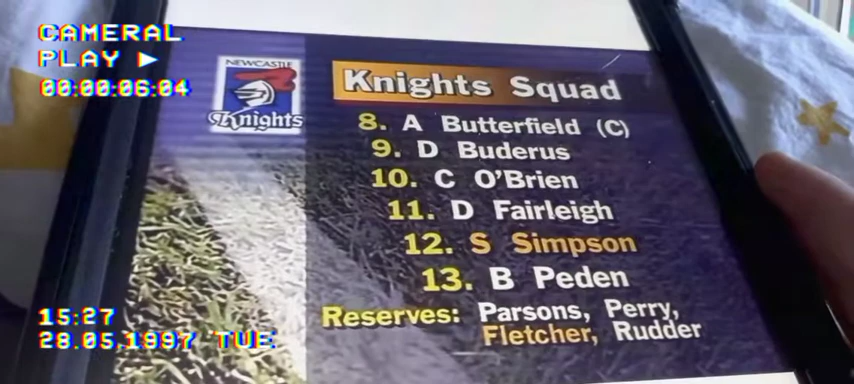 CAMERAL
PLAY ▶
00:00:06:04
NEWCASTLE
Knights
Knights Squad
8. A Butterfield (C)
9. D Buderus
10. C O'Brien
11. D Fairleigh
12. S Simpson
13. B Peden
Reserves: Parsons, Perry,
Fletcher, Rudder
15:27
28.05.1997 TUE